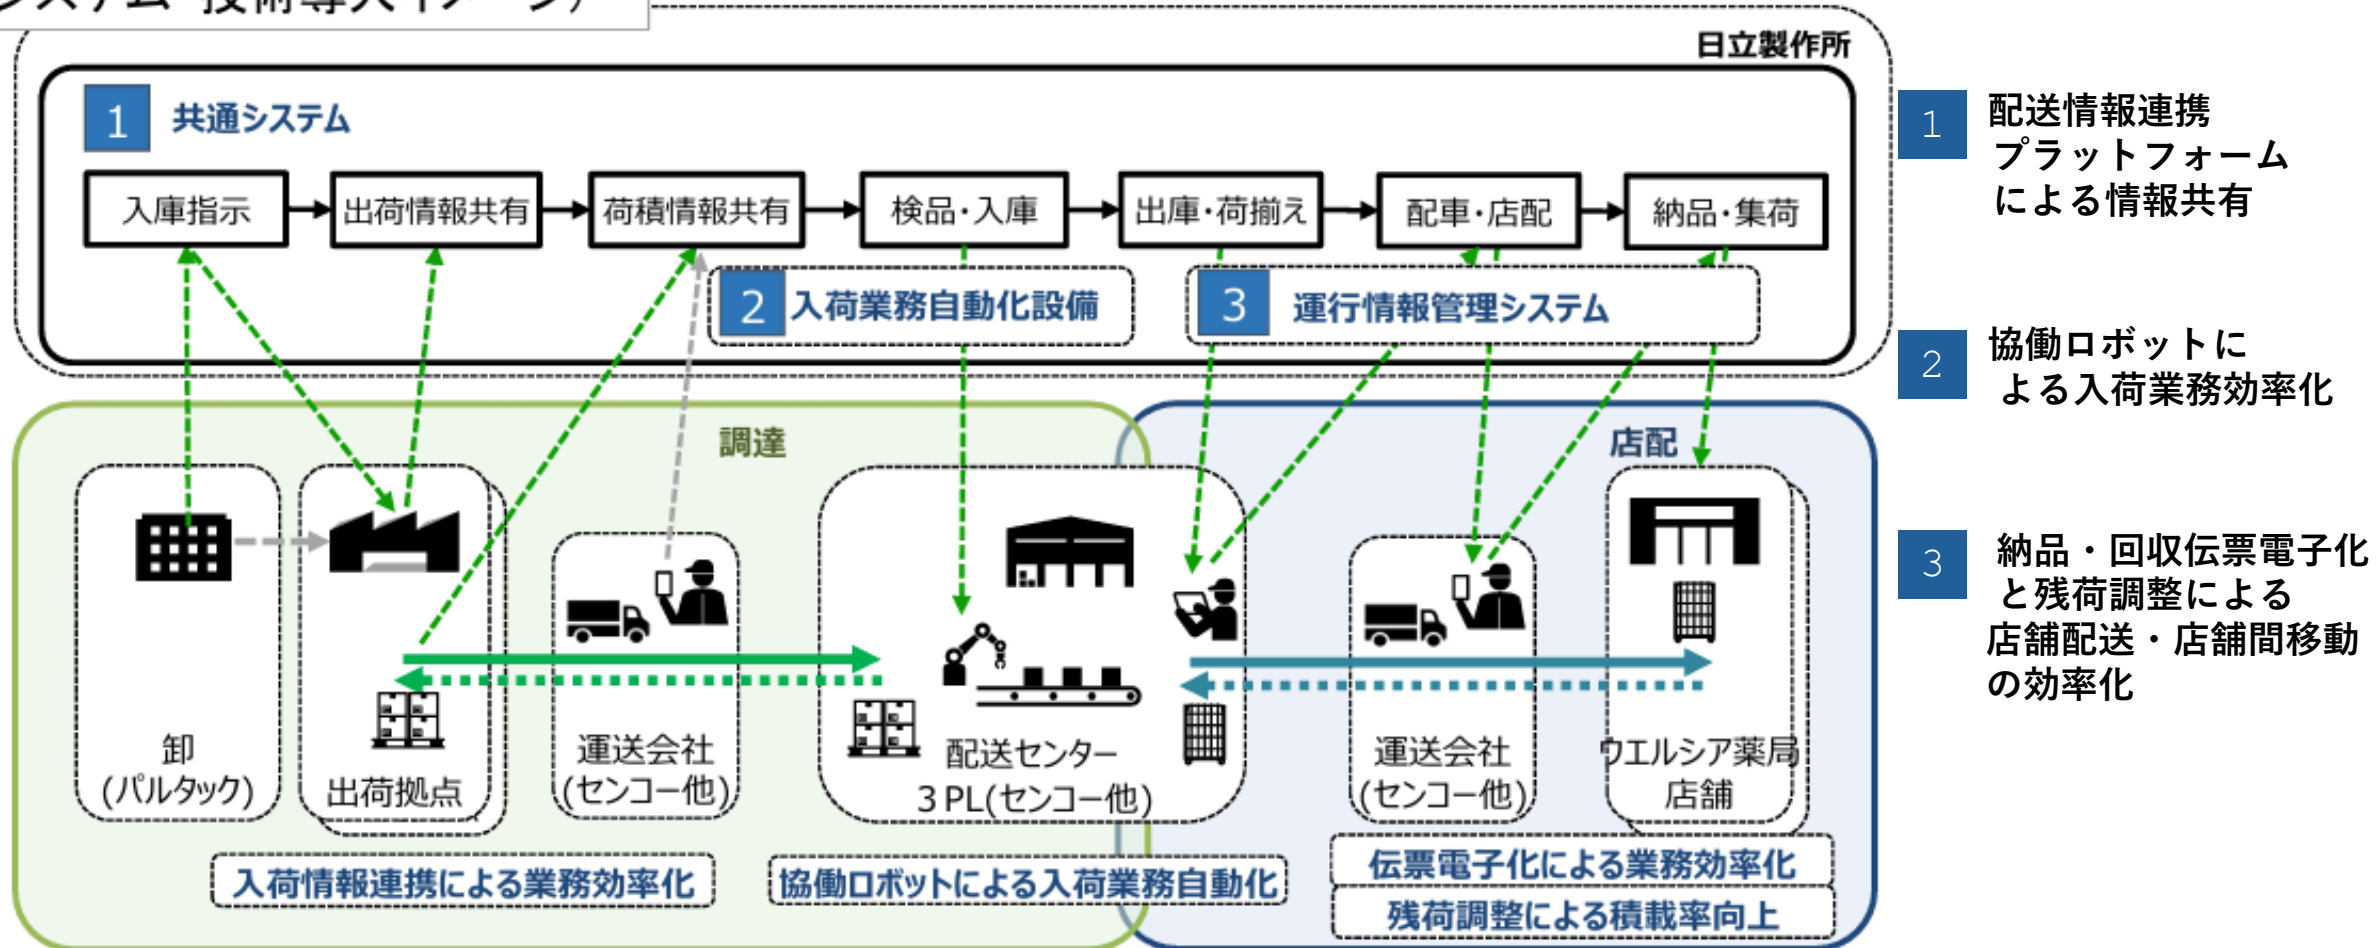 システム・技術導入イメージ)
日立製作所
1 共通システム
入庫指示
出荷情報共有
荷積情報共有
検品・入庫
出庫・荷揃え
配車・店配
納品・集荷
2 入荷業務自動化設備
3 運行情報管理システム
調達
店配
卸
(パルタック)
出荷拠点
運送会社
(センコー他)
配送センター
3PL(センコー他)
運送会社
(センコー他)
ウエルシア薬局
店舗
入荷情報連携による業務効率化
協働ロボットによる入荷業務自動化
伝票電子化による業務効率化
残荷調整による積載率向上
1 配送情報連携
プラットフォーム
による情報共有
2 協働ロボットに
よる入荷業務効率化
3 納品・回収伝票電子化
と残荷調整による
店舗配送・店舗間移動
の効率化